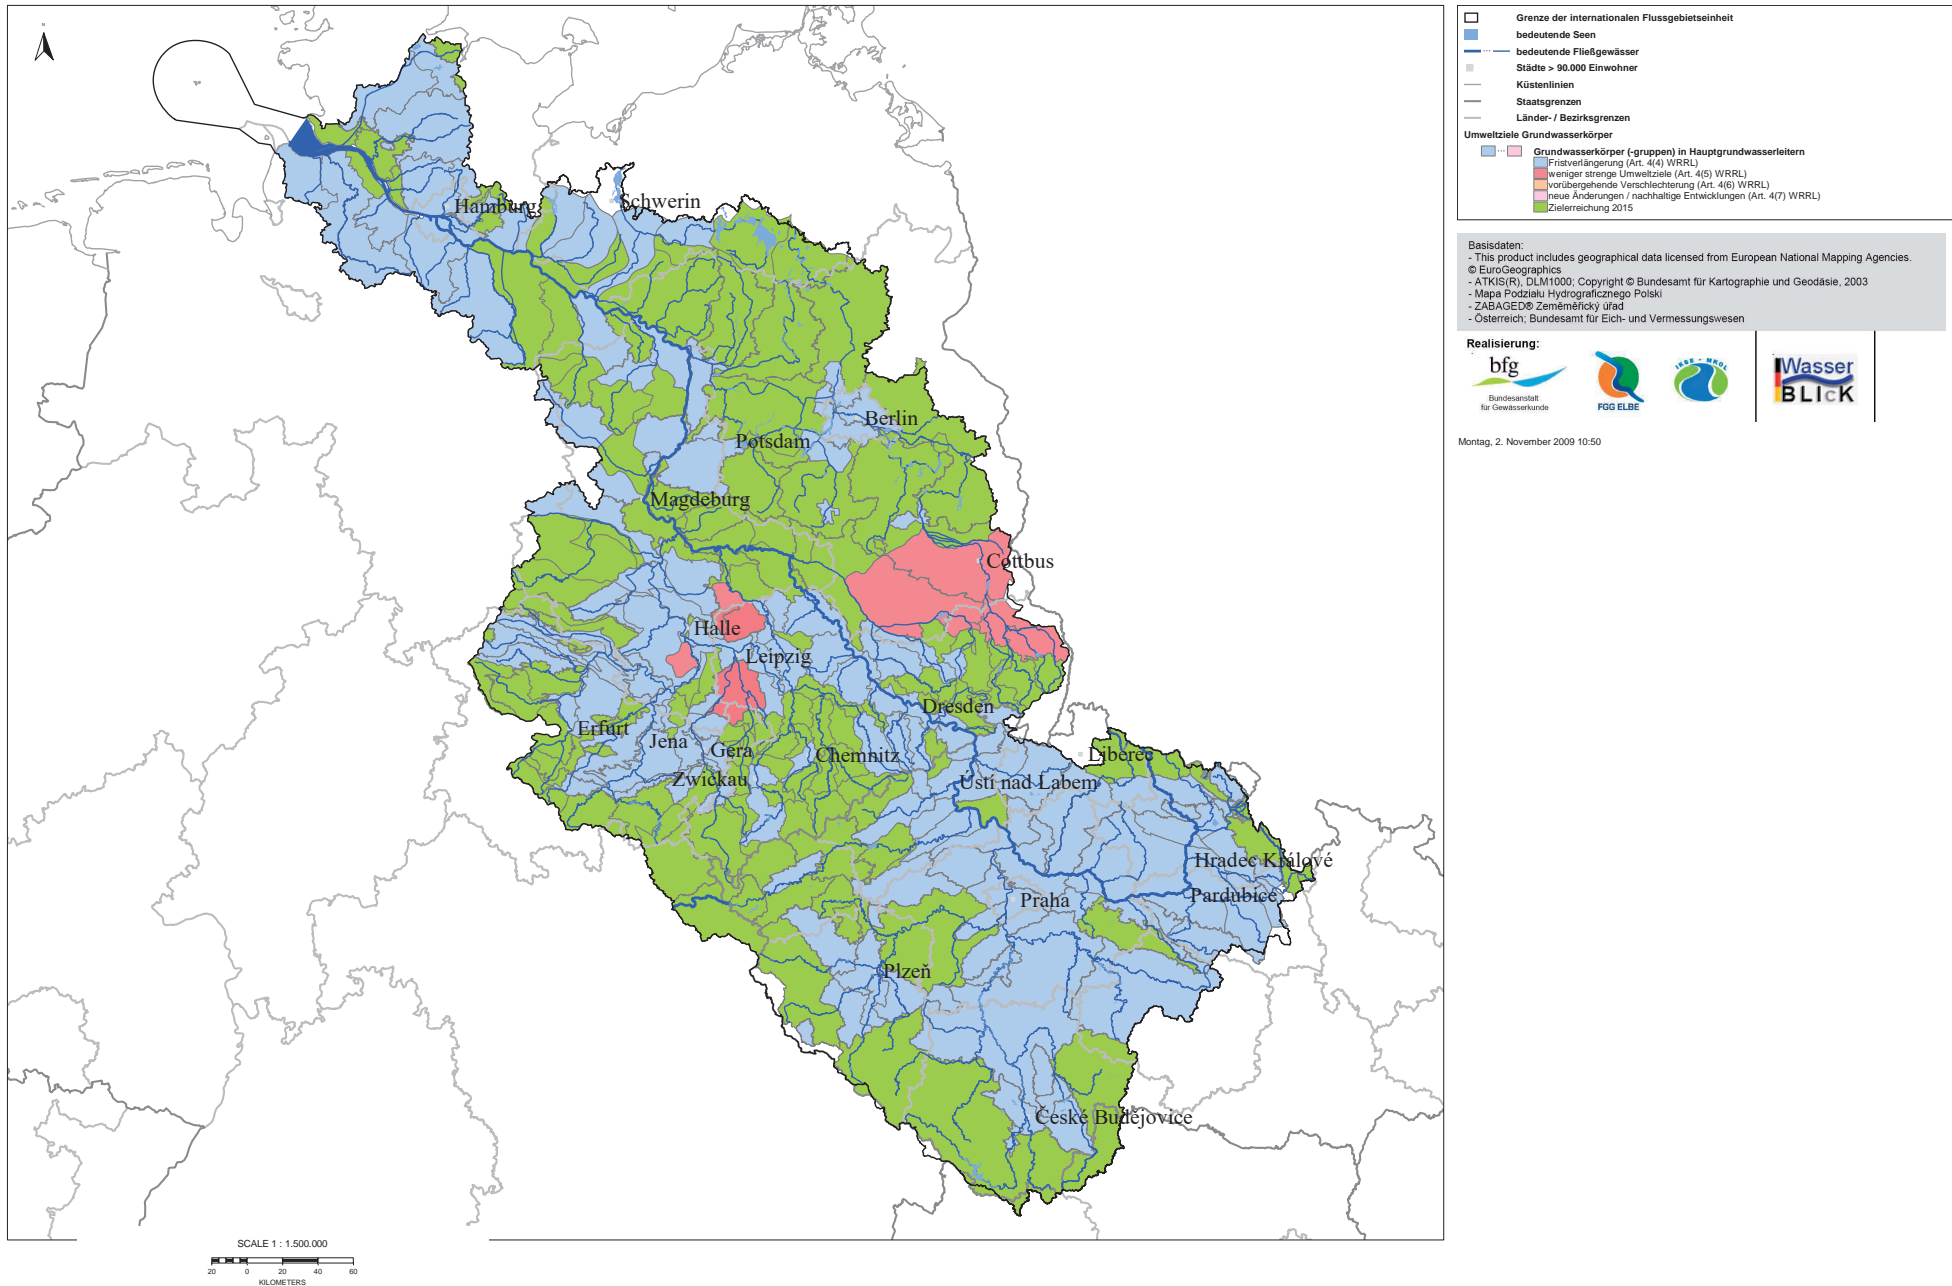 N
Hamburg
Schwerin
Berlin
Potsdam
Magdeburg
Cottbus
Halle
Leipzig
Dresden
Erfurt
Jena
Gera
Chemnitz
Zwickau
Liberec
Ústí nad Labem
Hradec Králové
Pardubice
Praha
Plzeň
České Budějovice
SCALE 1 : 1.500.000
20 0 20 40 60
KILOMETERS
Grenze der internationalen Flussgebietseinheit
bedeutende Seen
bedeutende Fließgewässer
Städte > 90.000 Einwohner
Küstenlinien
Staatsgrenzen
Länder- / Bezirksgrenzen
Umweltziele Grundwasserkörper
Grundwasserkörper (-gruppen) in Hauptgrundwasserleitern
Fristverlängerung (Art. 4(4) WRRL)
weniger strenge Umweltziele (Art. 4(5) WRRL)
vorübergehende Verschlechterung (Art. 4(6) WRRL)
neue Änderungen / nachhaltige Entwicklungen (Art. 4(7) WRRL)
Zielerreichung 2015
Basisdaten:
- This product includes geographical data licensed from European National Mapping Agencies.
© EuroGeographics
- ATKIS(R), DLM1000; Copyright © Bundesamt für Kartographie und Geodäsie, 2003
- Mapa Podziału Hydrograficznego Polski
- ZABAGED® Zeměměřický úřad
- Österreich; Bundesamt für Eich- und Vermessungswesen
Realisierung:
bfg
Bundesanstalt
für Gewässerkunde
FGG ELBE
IKSE - MKOL
Wasser
BLIcK
Montag, 2. November 2009 10:50